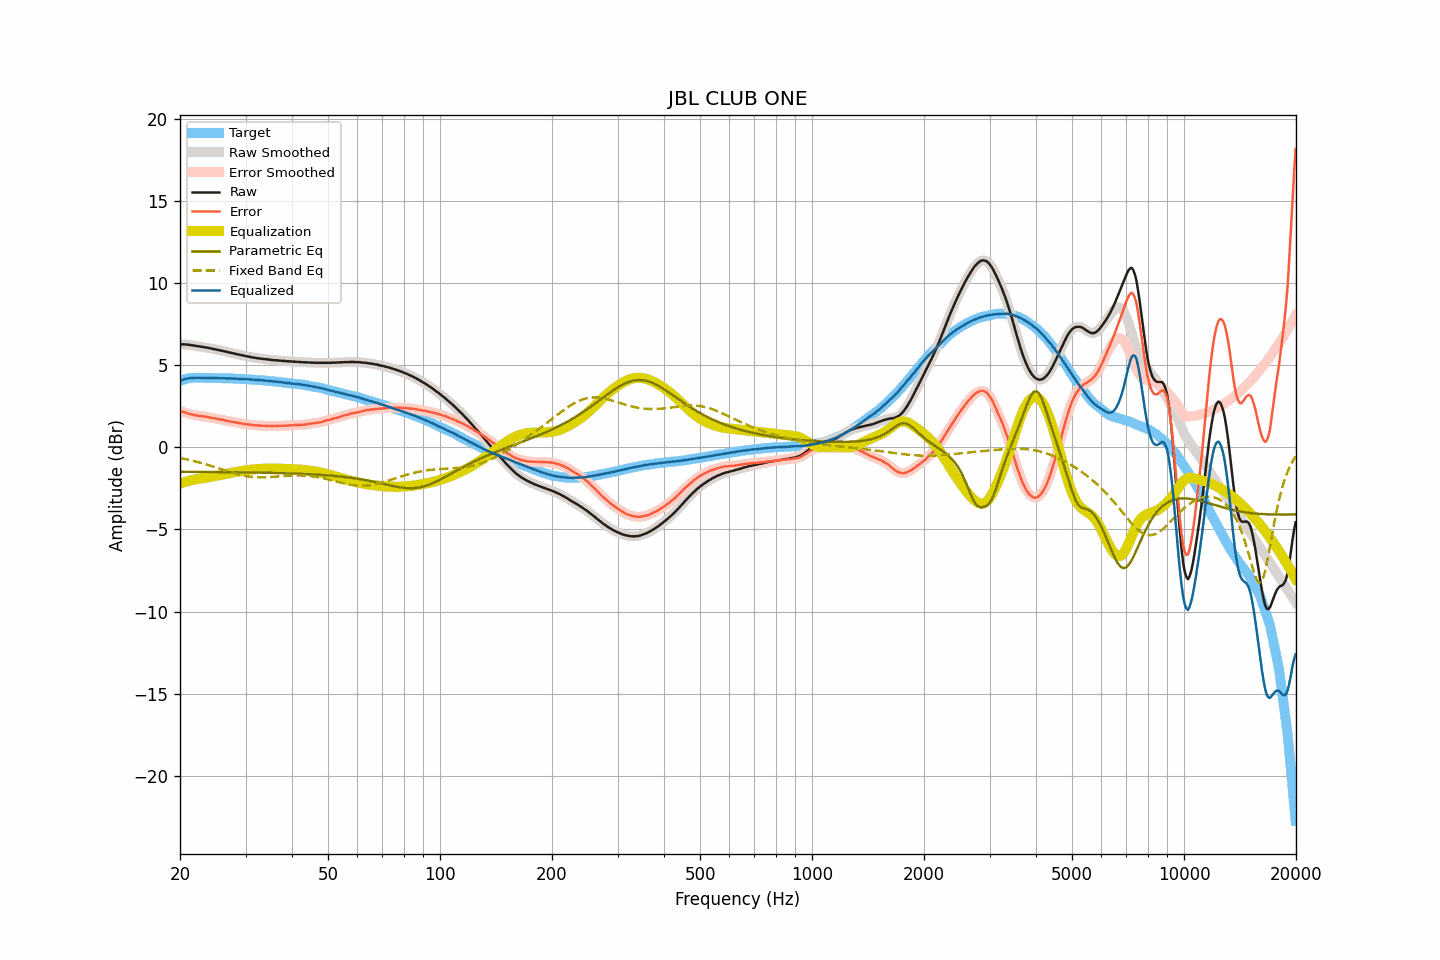 JBL CLUB ONE
Target
Raw Smoothed
Error Smoothed
Raw
Error
Equalization
Parametric Eq
Fixed Band Eq
Equalized
20
15
10
5
0
−5
−10
−15
−20
Amplitude (dBr)
20 50 100 200 500 1000 2000 5000 10000 20000
Frequency (Hz)